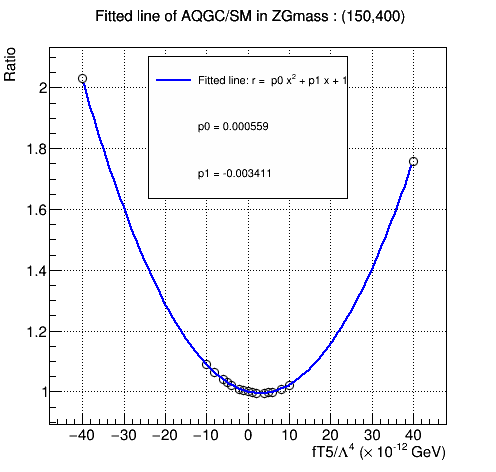 Fitted line of AQGC/SM in ZGmass : (150,400)
Ratio
Fitted line: r = p0 x² + p1 x + 1
p0 = 0.000559
p1 = -0.003411
2
1.8
1.6
1.4
1.2
1
−40 −30 −20 −10 0 10 20 30 40
fT5/Λ⁴ (× 10⁻¹² GeV)